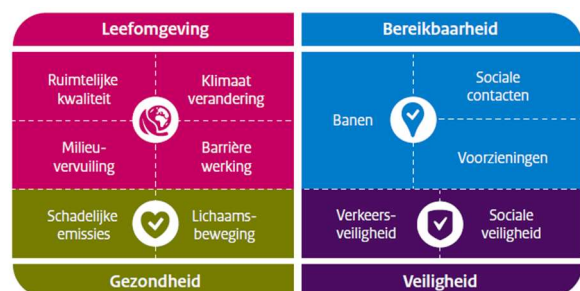 Leefomgeving
Ruimtelijke
kwaliteit
Klimaat
verandering
Milieu-
vervuiling
Barrière
werking
Schadelijke
emissies
Lichaams-
beweging
Gezondheid
Bereikbaarheid
Banen
Sociale
contacten
Voorzieningen
Verkeers-
veiligheid
Sociale
veiligheid
Veiligheid